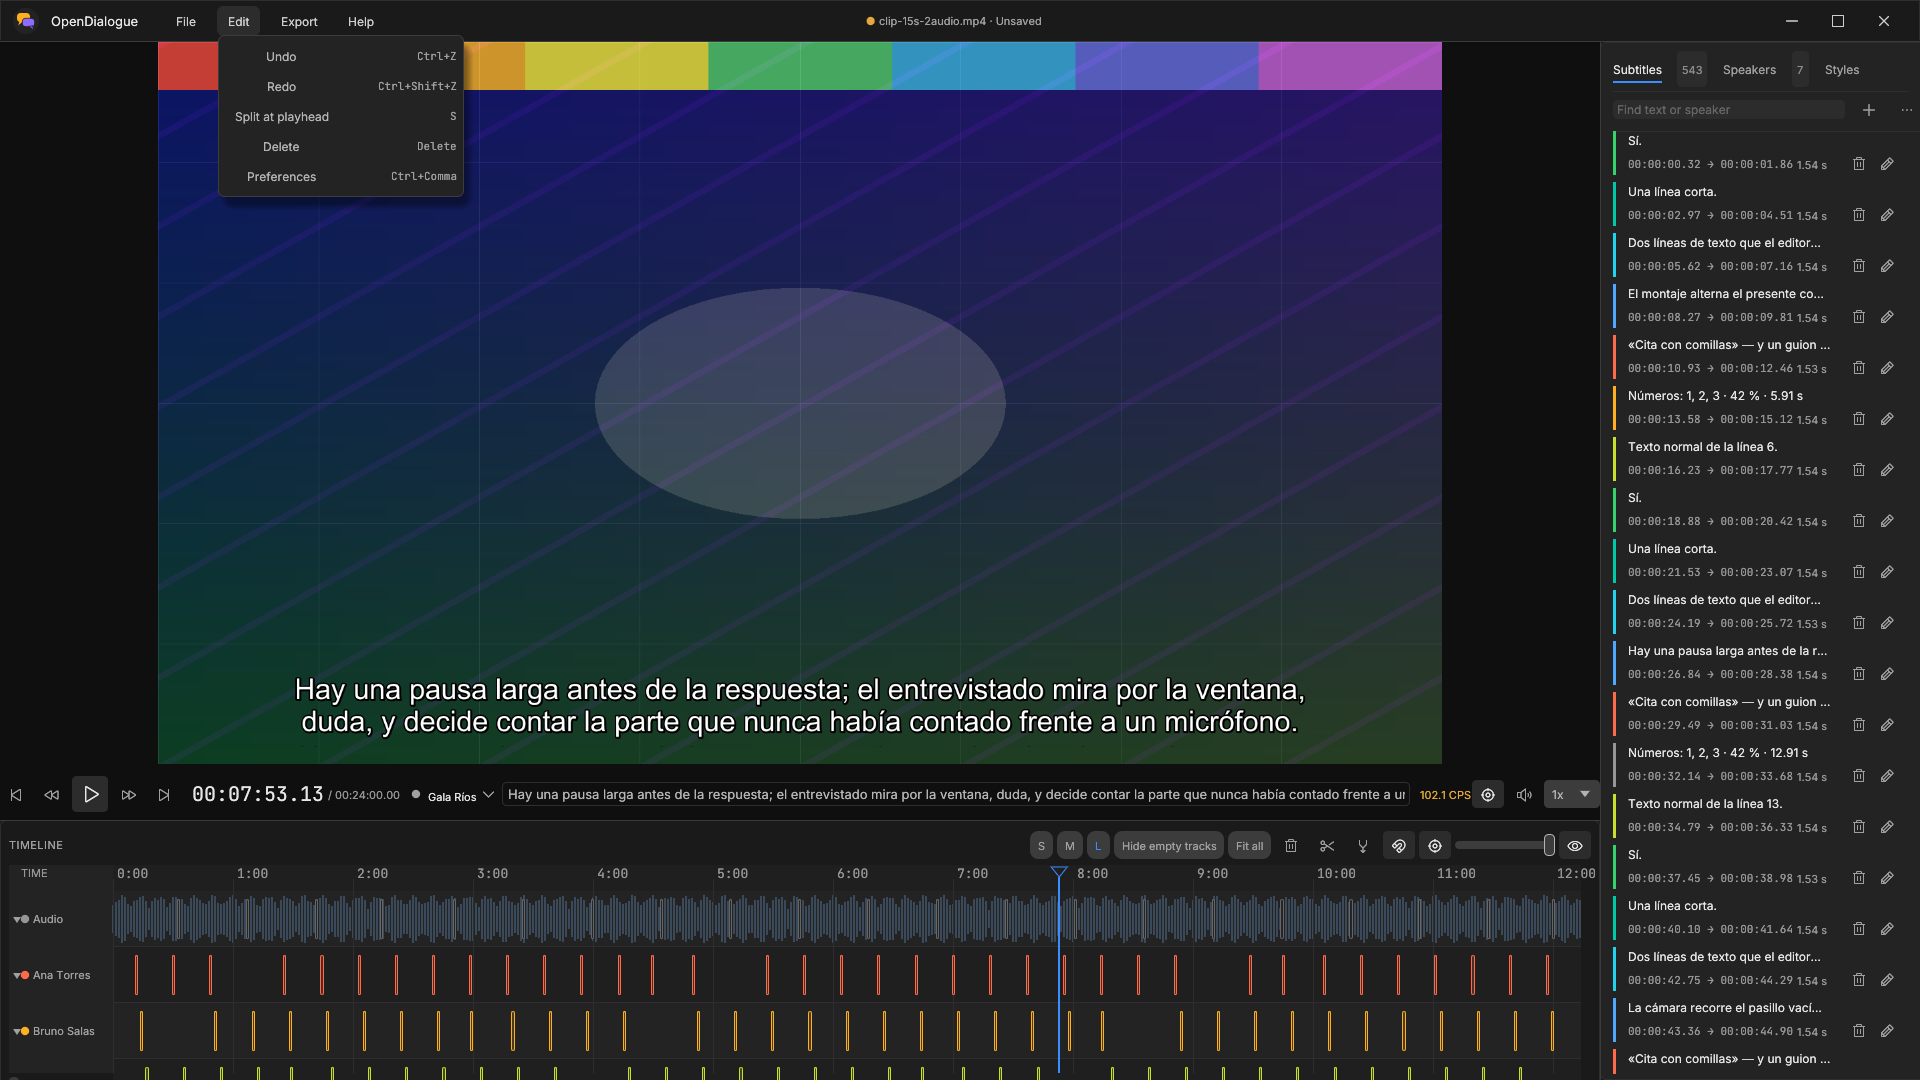 OpenDialogue
File
Edit
Export
Help
clip-15s-2audio.mp4 · Unsaved
Undo Ctrl+Z
Redo Ctrl+Shift+Z
Split at playhead S
Delete Delete
Preferences Ctrl+Comma
Hay una pausa larga antes de la respuesta; el entrevistado mira por la ventana,
duda, y decide contar la parte que nunca había contado frente a un micrófono.
00:07:53.13 / 00:24:00.00
Gala Ríos
Hay una pausa larga antes de la respuesta; el entrevistado mira por la ventana, duda, y decide contar la parte que nunca había contado frente a ur
102.1 CPS
1x
Subtitles 543
Speakers 7
Styles
Find text or speaker
Sí.
00:00:00.32 → 00:00:01.86 1.54 s
Una línea corta.
00:00:02.97 → 00:00:04.51 1.54 s
Dos líneas de texto que el editor...
00:00:05.62 → 00:00:07.16 1.54 s
El montaje alterna el presente co...
00:00:08.27 → 00:00:09.81 1.54 s
«Cita con comillas» — y un guion ...
00:00:10.93 → 00:00:12.46 1.53 s
Números: 1, 2, 3 · 42 % · 5.91 s
00:00:13.58 → 00:00:15.12 1.54 s
Texto normal de la línea 6.
00:00:16.23 → 00:00:17.77 1.54 s
Sí.
00:00:18.88 → 00:00:20.42 1.54 s
Una línea corta.
00:00:21.53 → 00:00:23.07 1.54 s
Dos líneas de texto que el editor...
00:00:24.19 → 00:00:25.72 1.53 s
Hay una pausa larga antes de la r...
00:00:26.84 → 00:00:28.38 1.54 s
«Cita con comillas» — y un guion ...
00:00:29.49 → 00:00:31.03 1.54 s
Números: 1, 2, 3 · 42 % · 12.91 s
00:00:32.14 → 00:00:33.68 1.54 s
Texto normal de la línea 13.
00:00:34.79 → 00:00:36.33 1.54 s
Sí.
00:00:37.45 → 00:00:38.98 1.53 s
Una línea corta.
00:00:40.10 → 00:00:41.64 1.54 s
Dos líneas de texto que el editor...
00:00:42.75 → 00:00:44.29 1.54 s
La cámara recorre el pasillo vací...
00:00:43.36 → 00:00:44.90 1.54 s
«Cita con comillas» — y un guion ...
TIMELINE
S
M
L
Hide empty tracks
Fit all
TIME
0:00 1:00 2:00 3:00 4:00 5:00 6:00 7:00 8:00 9:00 10:00 11:00 12:00
Audio
Ana Torres
Bruno Salas